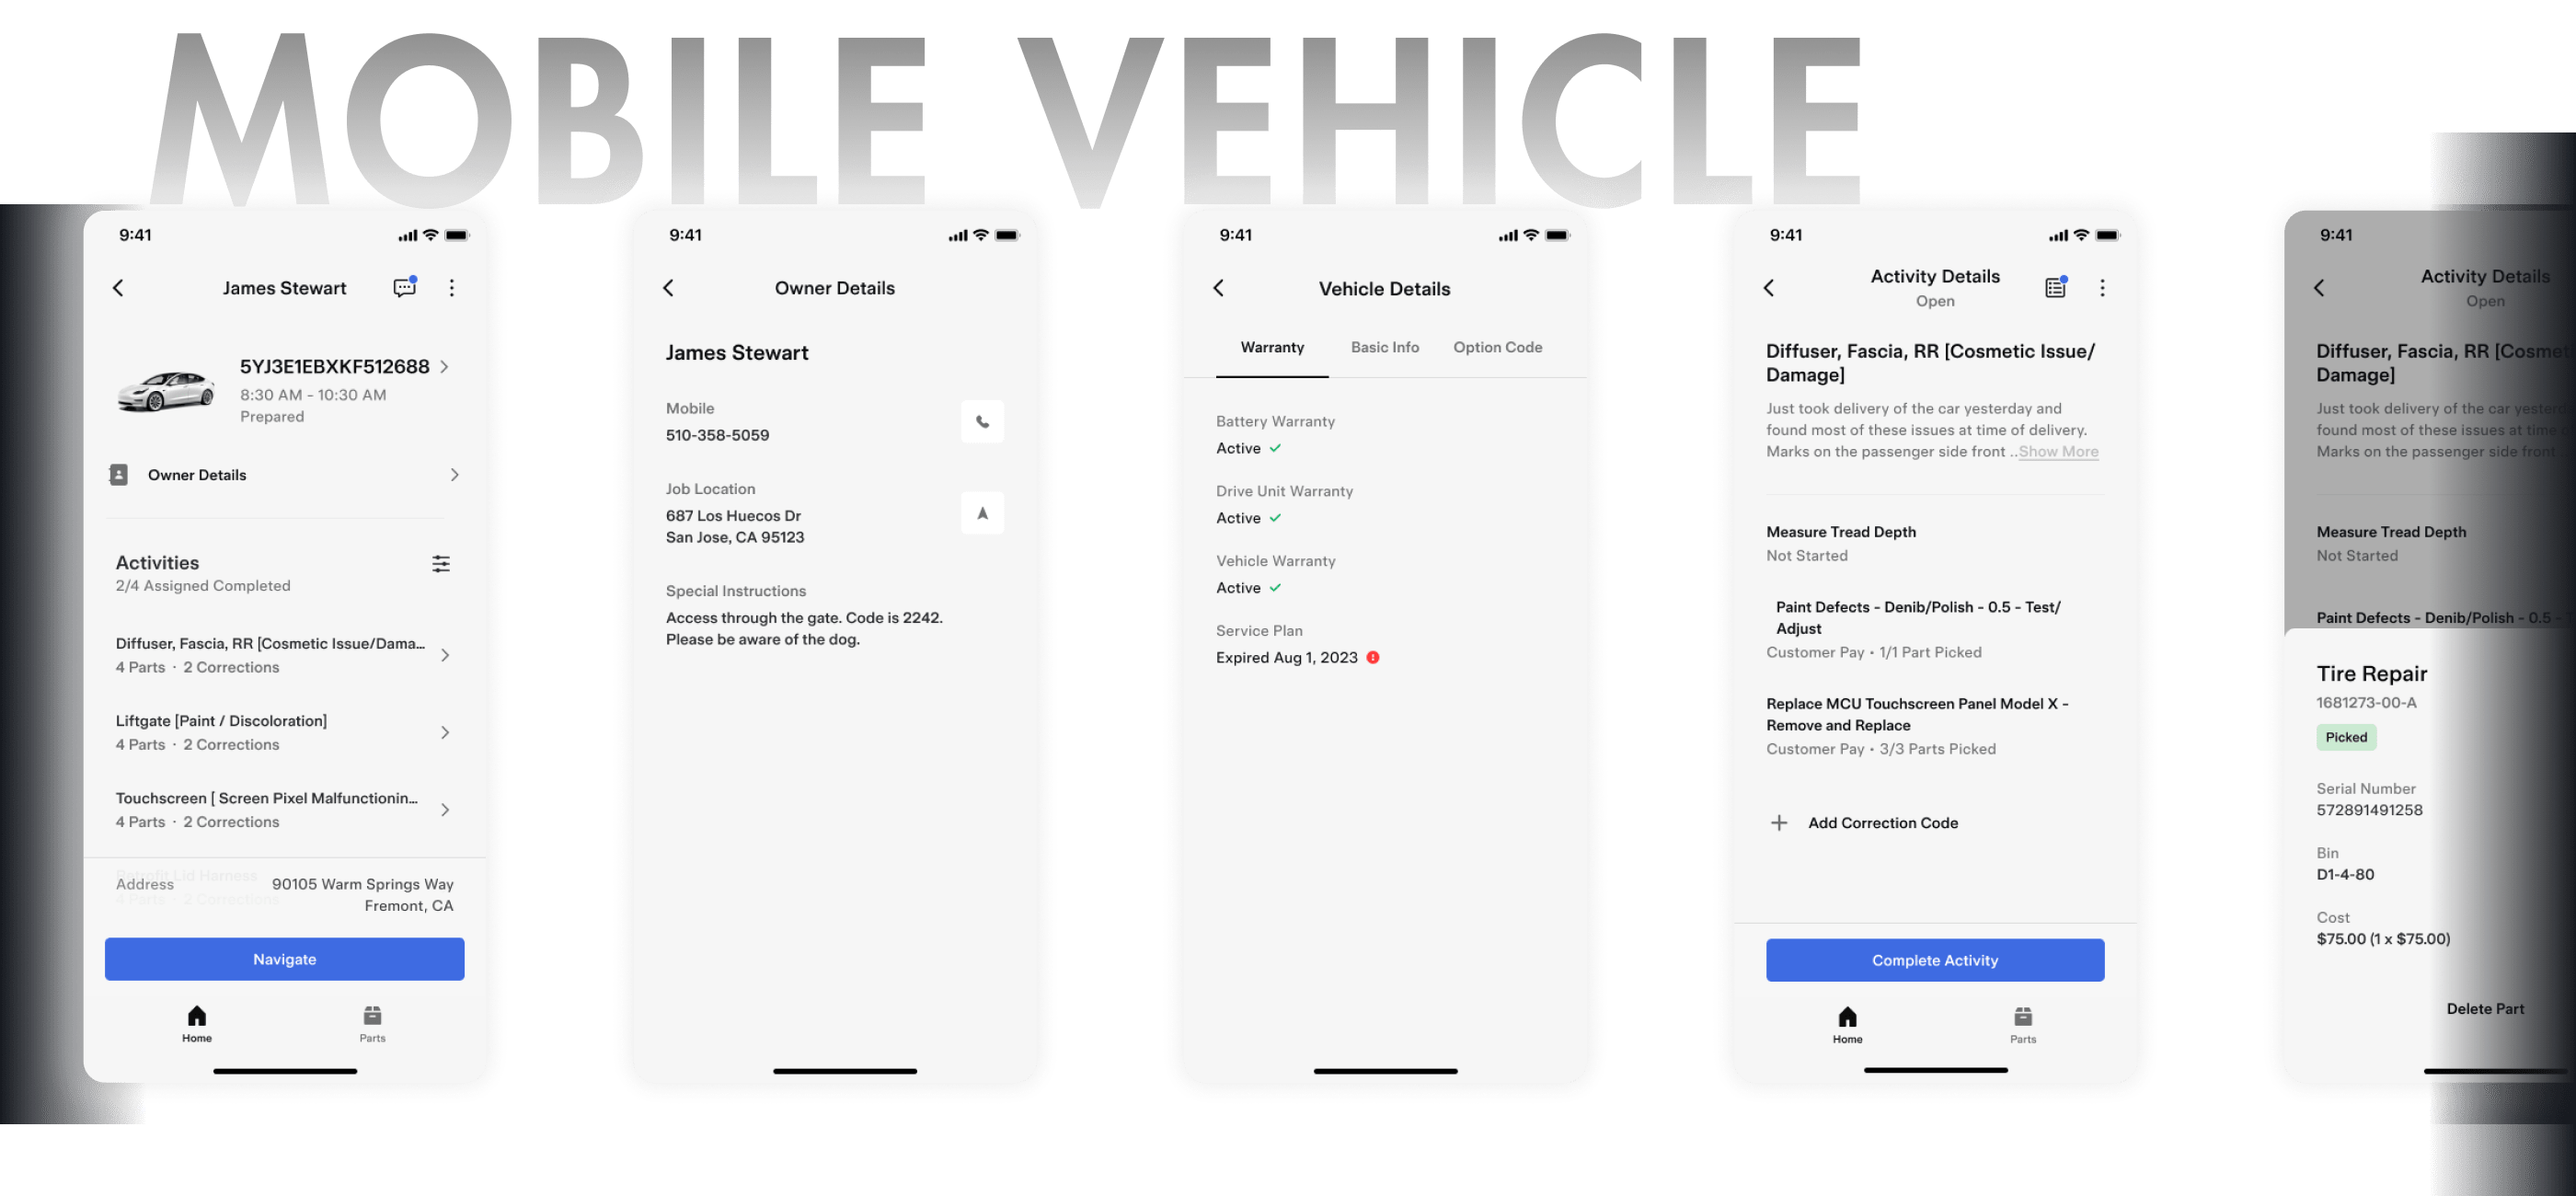 MOBILE VEHICLE
9:41
James Stewart
5YJ3E1EBXKF512688
8:30 AM - 10:30 AM
Prepared
Owner Details
Activities
2/4 Assigned Completed
Diffuser, Fascia, RR [Cosmetic Issue/Dama...
4 Parts · 2 Corrections
Liftgate [Paint / Discoloration]
4 Parts · 2 Corrections
Touchscreen [ Screen Pixel Malfunctionin...
4 Parts · 2 Corrections
Retrofit Lid Harness
4 Parts · 2 Corrections
Address
90105 Warm Springs Way
Fremont, CA
Navigate
Home
Parts
9:41
Owner Details
James Stewart
Mobile
510-358-5059
Job Location
687 Los Huecos Dr
San Jose, CA 95123
Special Instructions
Access through the gate. Code is 2242.
Please be aware of the dog.
9:41
Vehicle Details
Warranty
Basic Info
Option Code
Battery Warranty
Active
Drive Unit Warranty
Active
Vehicle Warranty
Active
Service Plan
Expired Aug 1, 2023
9:41
Activity Details
Open
Diffuser, Fascia, RR [Cosmetic Issue/
Damage]
Just took delivery of the car yesterday and
found most of these issues at time of delivery.
Marks on the passenger side front ..Show More
Measure Tread Depth
Not Started
Paint Defects - Denib/Polish - 0.5 - Test/
Adjust
Customer Pay • 1/1 Part Picked
Replace MCU Touchscreen Panel Model X -
Remove and Replace
Customer Pay • 3/3 Parts Picked
Add Correction Code
Complete Activity
Home
Parts
9:41
Activity Details
Open
Diffuser, Fascia, RR [Cosmet
Damage]
Just took delivery of the car yesterd
found most of these issues at time
Marks on the passenger side front
Measure Tread Depth
Not Started
Paint Defects - Denib/Polish - 0.5 -
Tire Repair
1681273-00-A
Picked
Serial Number
572891491258
Bin
D1-4-80
Cost
$75.00 (1 x $75.00)
Delete Part